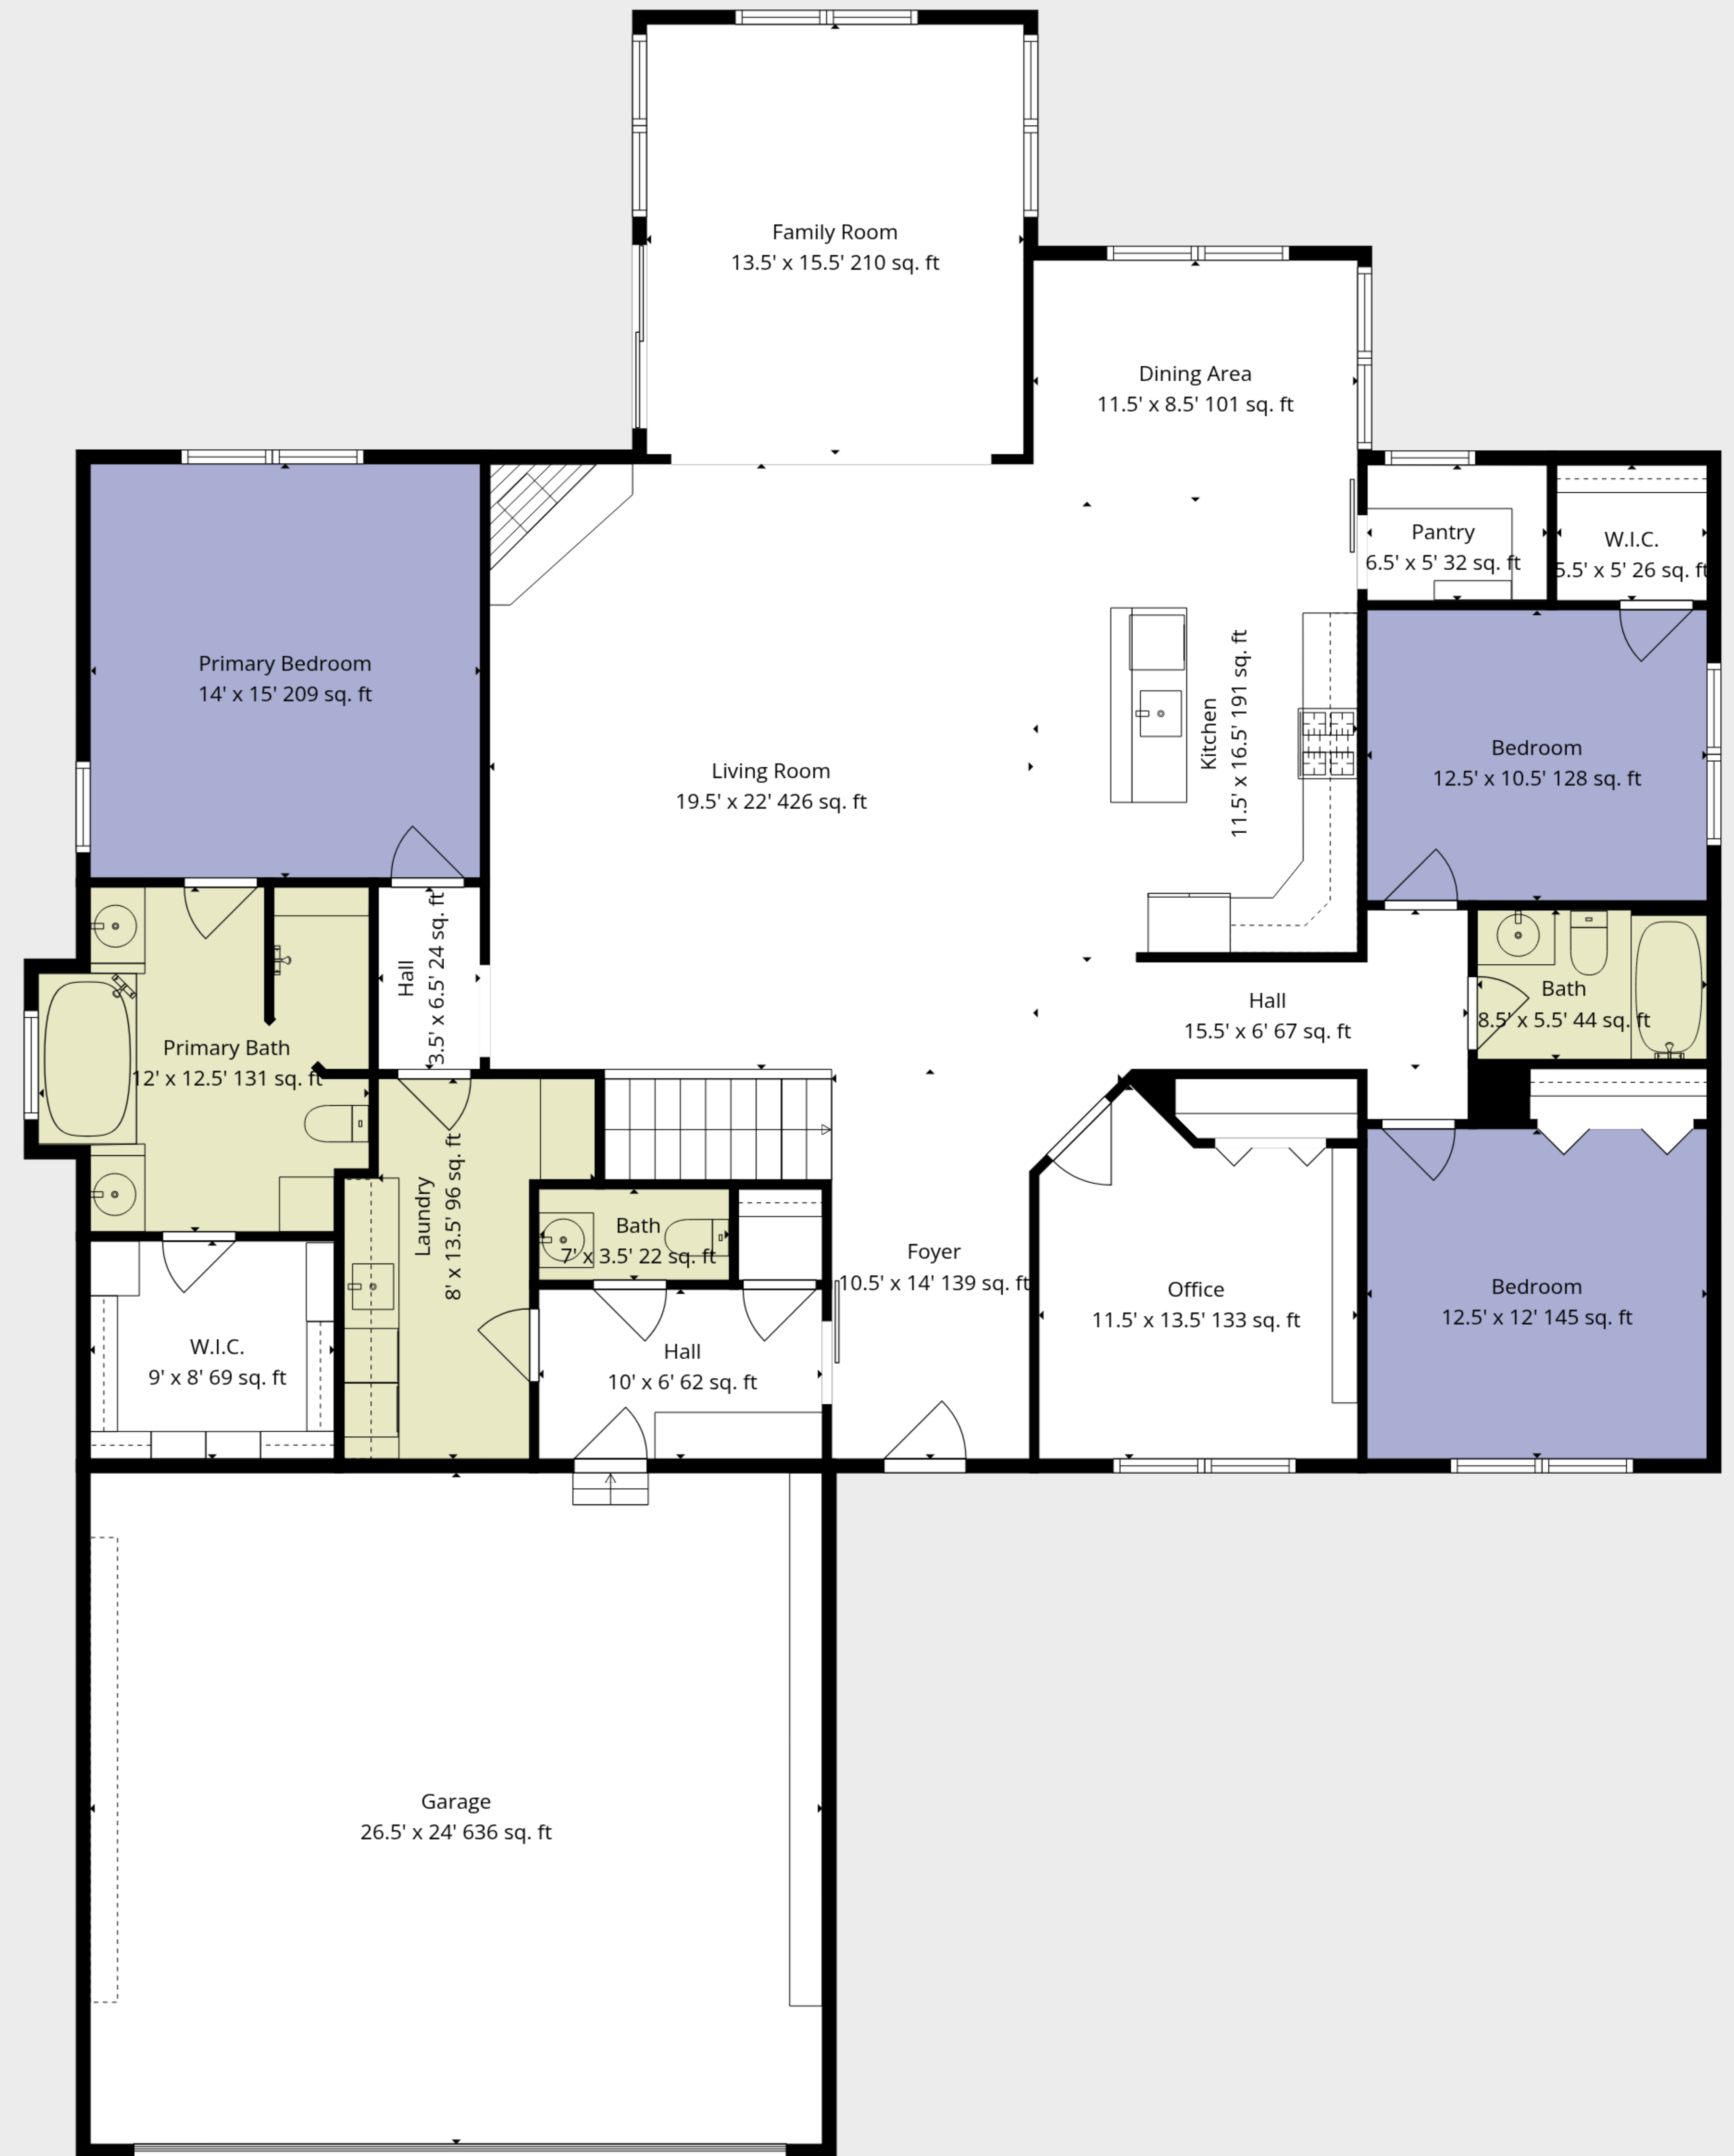 Family Room
13.5' x 15.5' 210 sq. ft
Dining Area
11.5' x 8.5' 101 sq. ft
Pantry
6.5' x 5' 32 sq. ft
W.I.C.
5.5' x 5' 26 sq. ft
Primary Bedroom
14' x 15' 209 sq. ft
Living Room
19.5' x 22' 426 sq. ft
Kitchen
11.5' x 16.5' 191 sq. ft
Bedroom
12.5' x 10.5' 128 sq. ft
Hall
3.5' x 6.5' 24 sq. ft
Primary Bath
12' x 12.5' 131 sq. ft
Hall
15.5' x 6' 67 sq. ft
Bath
8.5' x 5.5' 44 sq. ft
Laundry
8' x 13.5' 96 sq. ft
Bath
7' x 3.5' 22 sq. ft
Foyer
10.5' x 14' 139 sq. ft
Office
11.5' x 13.5' 133 sq. ft
Bedroom
12.5' x 12' 145 sq. ft
W.I.C.
9' x 8' 69 sq. ft
Hall
10' x 6' 62 sq. ft
Garage
26.5' x 24' 636 sq. ft